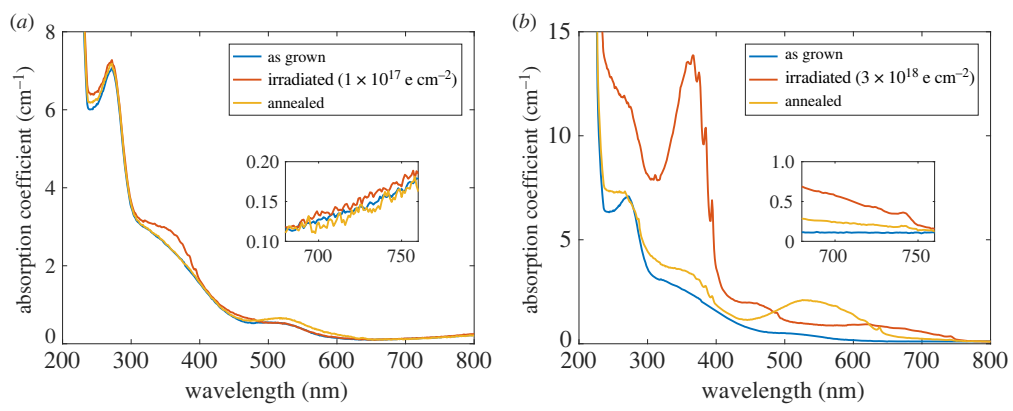 (a)
8
6
4
2
0
absorption coefficient (cm⁻¹)
as grown
irradiated (1 × 10¹⁷ e cm⁻²)
annealed
0.20
0.15
0.10
700
750
200
300
400
500
600
700
800
wavelength (nm)
(b)
15
10
5
0
absorption coefficient (cm⁻¹)
as grown
irradiated (3 × 10¹⁸ e cm⁻²)
annealed
1.0
0.5
0
700
750
200
300
400
500
600
700
800
wavelength (nm)